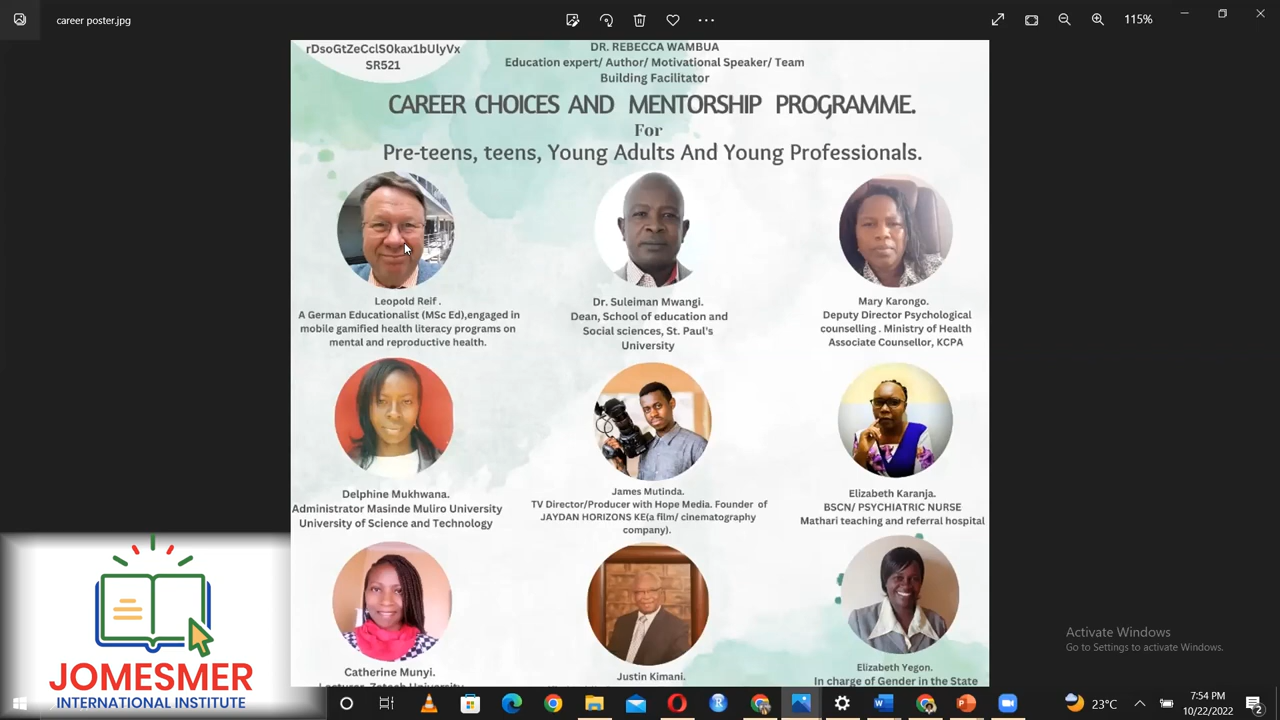 career poster.jpg
115%
rDsoGtZeCclS0kax1bUlyVx
SR521
DR. REBECCA WAMBUA
Education expert/ Author/ Motivational Speaker/ Team
Building Facilitator
CAREER CHOICES AND MENTORSHIP PROGRAMME.
For
Pre-teens, teens, Young Adults And Young Professionals.
Leopold Reif .
A German Educationalist (MSc Ed),engaged in
mobile gamified health literacy programs on
mental and reproductive health.
Dr. Suleiman Mwangi.
Dean, School of education and
Social sciences, St. Paul's
University
Mary Karongo.
Deputy Director Psychological
counselling . Ministry of Health
Associate Counsellor, KCPA
Delphine Mukhwana.
Administrator Masinde Muliro University
University of Science and Technology
James Mutinda.
TV Director/Producer with Hope Media. Founder of
JAYDAN HORIZONS KE(a film/ cinematography
company).
Elizabeth Karanja.
BSCN/ PSYCHIATRIC NURSE
Mathari teaching and referral hospital
Catherine Munyi.
Lecturer, Zetech University
Justin Kimani.
Elizabeth Yegon.
In charge of Gender in the State
JOMESMER
INTERNATIONAL INSTITUTE
Activate Windows
Go to Settings to activate Windows.
23°C
7:54 PM
10/22/2022
2